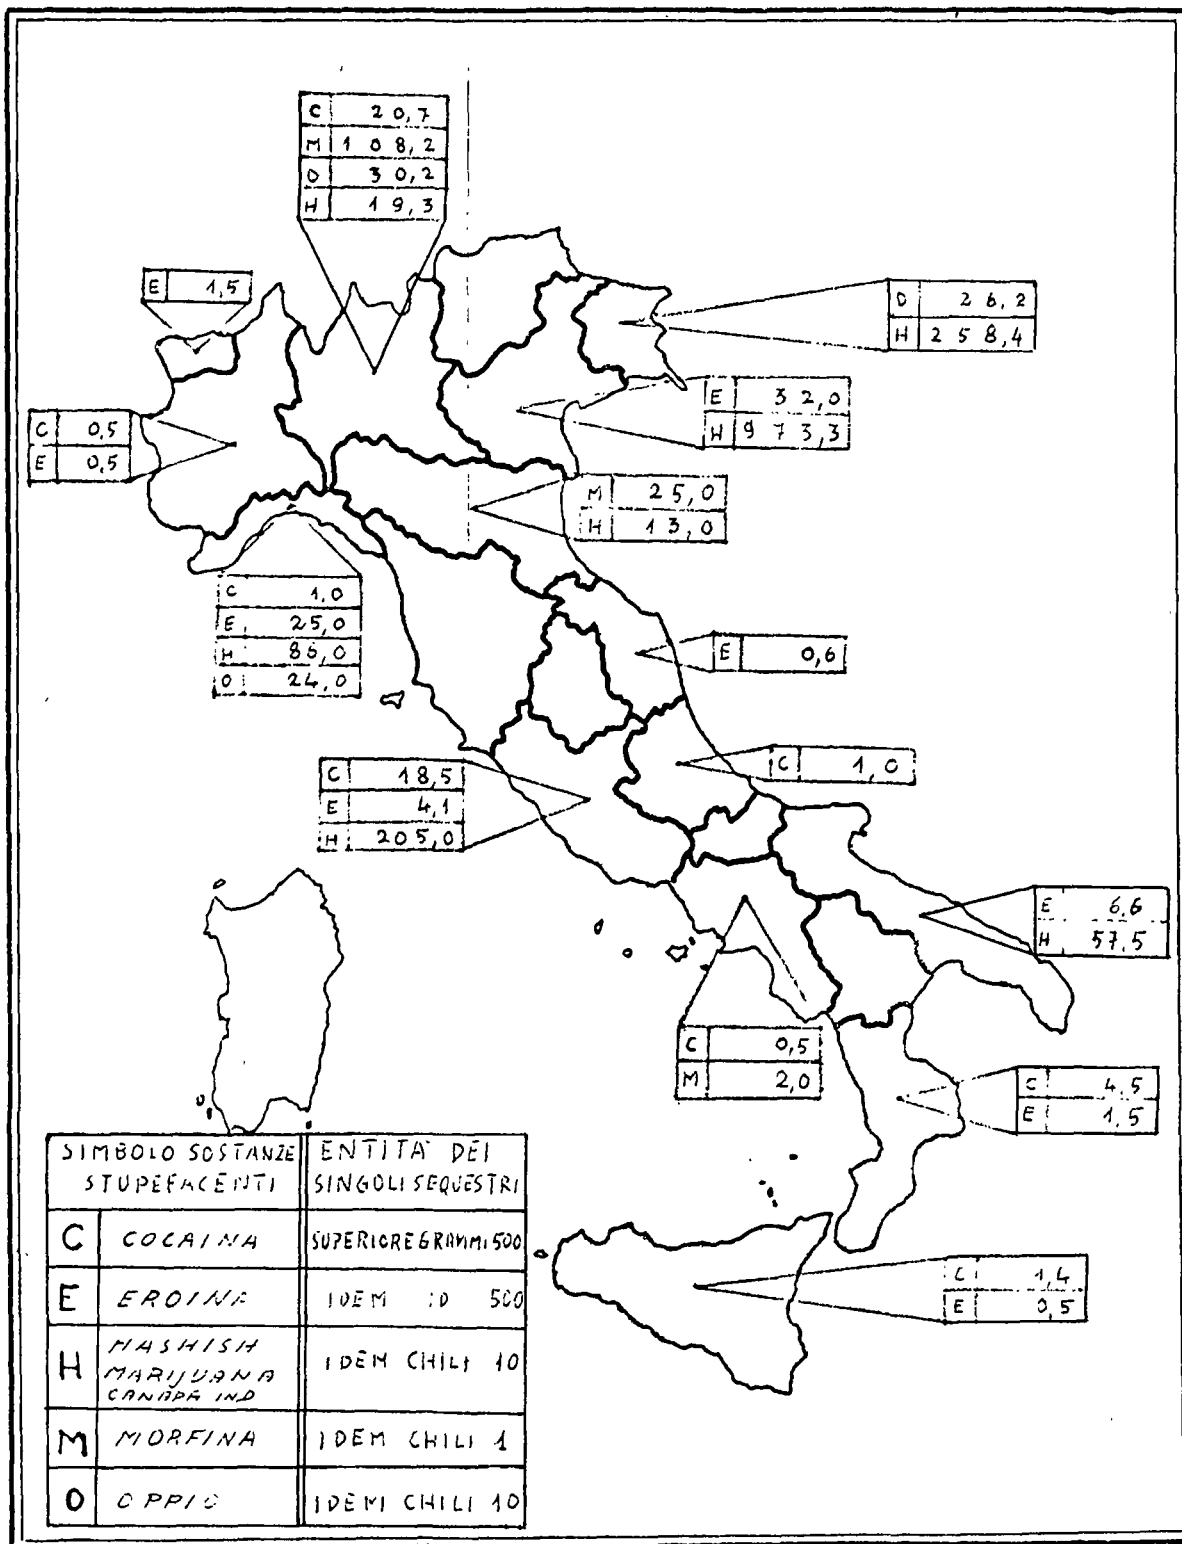 C 20,7
M 108,2
O 30,2
H 19,3
E 1,5
O 26,2
H 258,4
E 32,0
H 973,3
C 0,5
E 0,5
M 25,0
H 13,0
C 1,0
E 25,0
H 86,0
O 24,0
E 0,6
C 1,0
C 18,5
E 4,1
H 205,0
E 6,6
H 57,5
C 0,5
M 2,0
C 4,5
E 1,5
C 1,4
E 0,5
SIMBOLO SOSTANZE STUPEFACENTI
ENTITA' DEI SINGOLI SEQUESTRI
C COCAINA SUPERIORE GRAMMI 500
E EROINA IDEM ID 500
H HASHISH MARIJUANA CANAPA IND IDEM CHILI 10
M MORFINA IDEM CHILI 1
O OPPIO IDEM CHILI 10